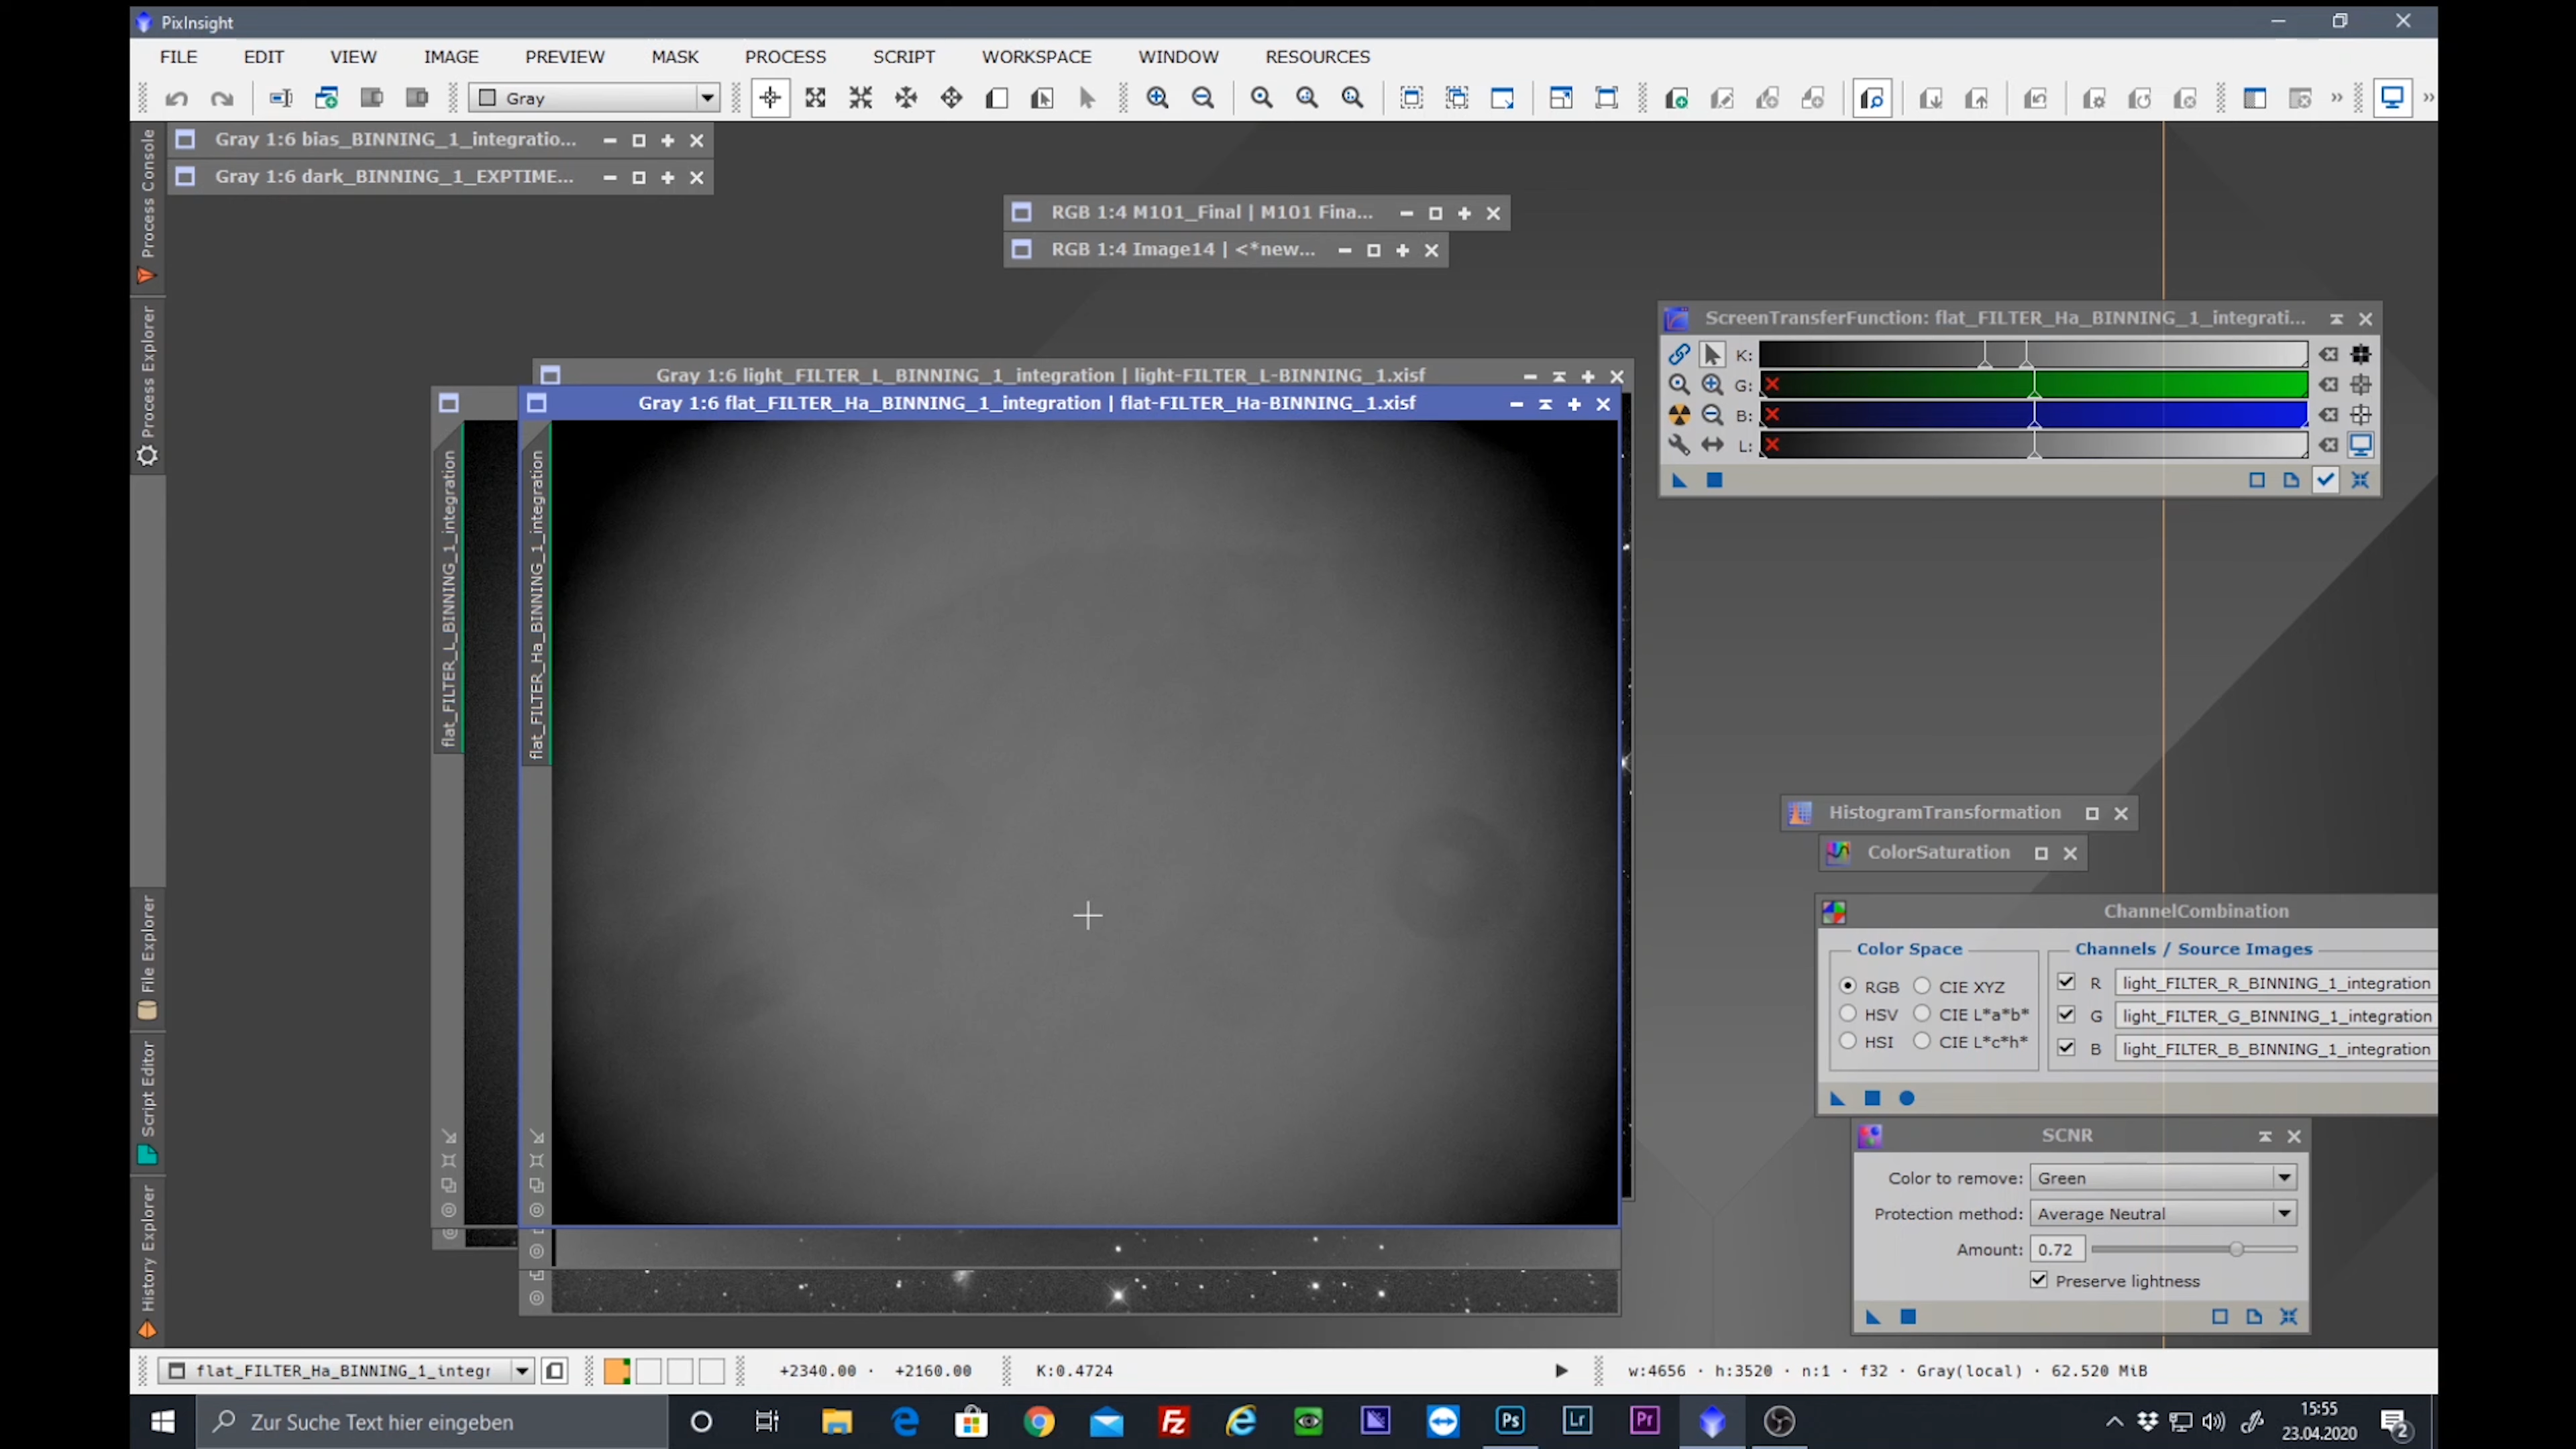 PixInsight
FILE EDIT VIEW IMAGE PREVIEW MASK PROCESS SCRIPT WORKSPACE WINDOW RESOURCES
Gray
Gray 1:6 bias_BINNING_1_integratio...
Gray 1:6 dark_BINNING_1_EXPTIME...
RGB 1:4 M101_Final | M101 Fina...
RGB 1:4 Image14 | <*new...
Gray 1:6 light_FILTER_L_BINNING_1_integration | light-FILTER_L-BINNING_1.xisf
Gray 1:6 flat_FILTER_Ha_BINNING_1_integration | flat-FILTER_Ha-BINNING_1.xisf
flat_FILTER_L_BINNING_1_integration
flat_FILTER_Ha_BINNING_1_integration
Process Console
Process Explorer
File Explorer
Script Editor
History Explorer
ScreenTransferFunction: flat_FILTER_Ha_BINNING_1_integrati...
K:
G:
B:
L:
HistogramTransformation
ColorSaturation
ChannelCombination
Color Space
RGB CIE XYZ
HSV CIE L*a*b*
HSI CIE L*c*h*
Channels / Source Images
R light_FILTER_R_BINNING_1_integration
G light_FILTER_G_BINNING_1_integration
B light_FILTER_B_BINNING_1_integration
SCNR
Color to remove: Green
Protection method: Average Neutral
Amount: 0.72
Preserve lightness
flat_FILTER_Ha_BINNING_1_integr +2340.00 · +2160.00 K:0.4724 w:4656 · h:3520 · n:1 · f32 · Gray(local) · 62.520 MiB
Zur Suche Text hier eingeben
Fz
Ps
Lr
Pr
15:55
23.04.2020
2